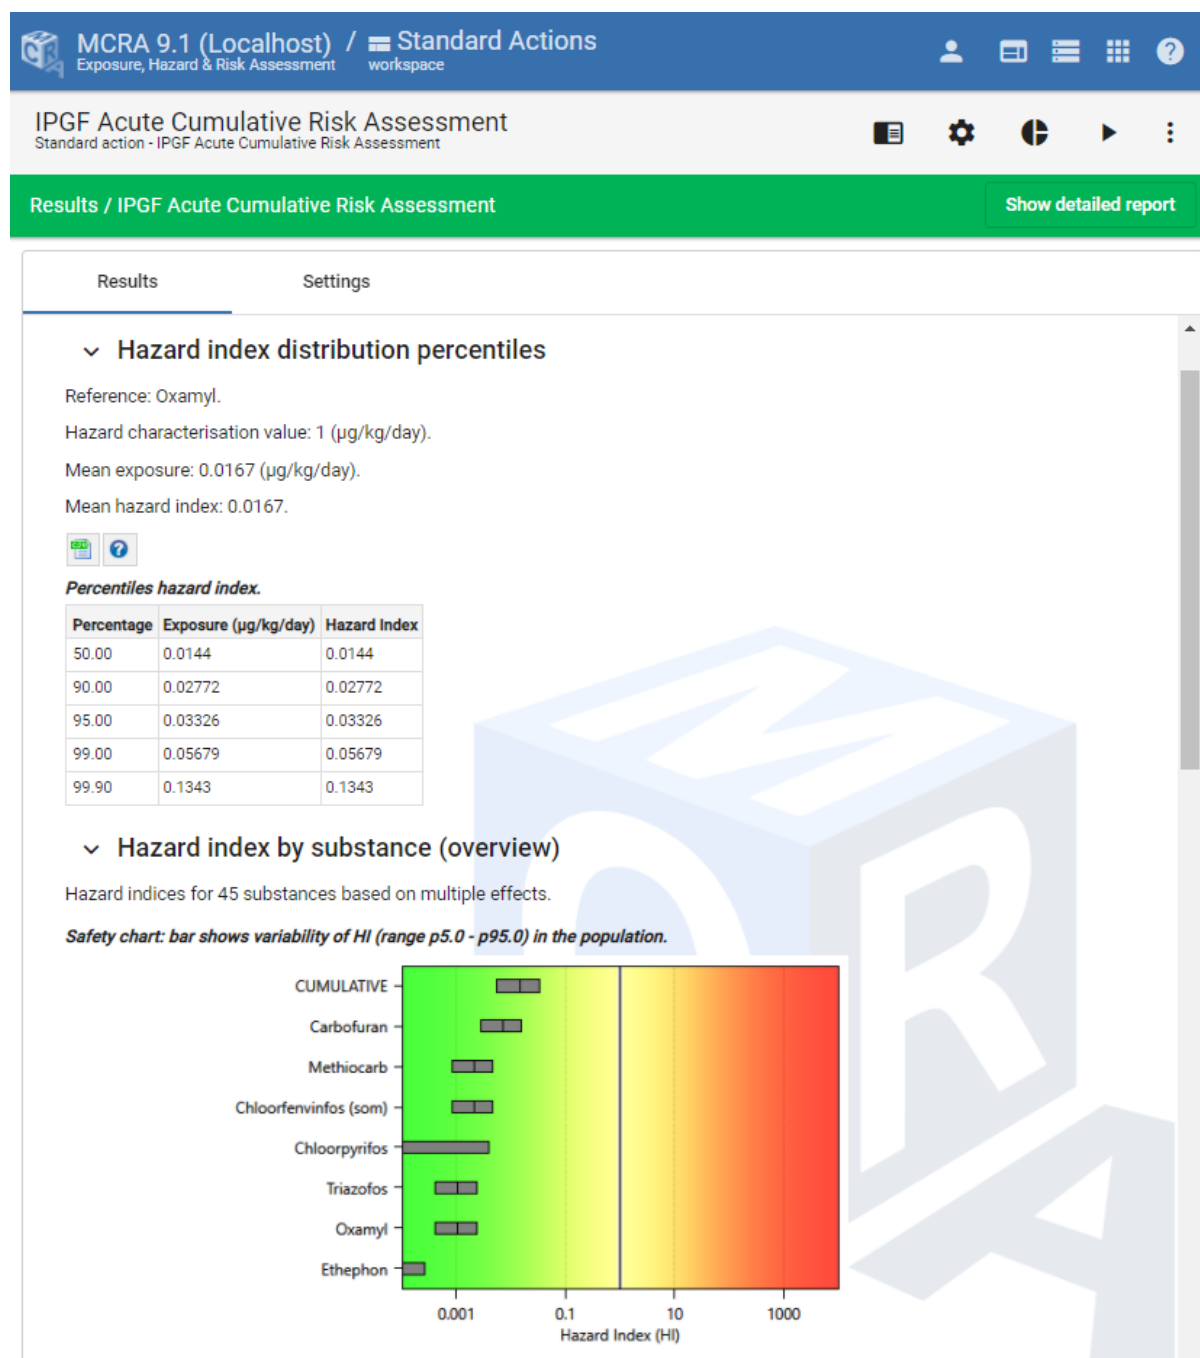 MCRA 9.1 (Localhost) / Standard Actions
Exposure, Hazard & Risk Assessment workspace
IPGF Acute Cumulative Risk Assessment
Standard action - IPGF Acute Cumulative Risk Assessment
Results / IPGF Acute Cumulative Risk Assessment Show detailed report
Results Settings
Hazard index distribution percentiles
Reference: Oxamyl.
Hazard characterisation value: 1 (μg/kg/day).
Mean exposure: 0.0167 (μg/kg/day).
Mean hazard index: 0.0167.
Percentiles hazard index.
Percentage Exposure (μg/kg/day) Hazard Index
50.00 0.0144 0.0144
90.00 0.02772 0.02772
95.00 0.03326 0.03326
99.00 0.05679 0.05679
99.90 0.1343 0.1343
Hazard index by substance (overview)
Hazard indices for 45 substances based on multiple effects.
Safety chart: bar shows variability of HI (range p5.0 - p95.0) in the population.
CUMULATIVE
Carbofuran
Methiocarb
Chloorfenvinfos (som)
Chloorpyrifos
Triazofos
Oxamyl
Ethephon
0.001 0.1 10 1000
Hazard Index (HI)